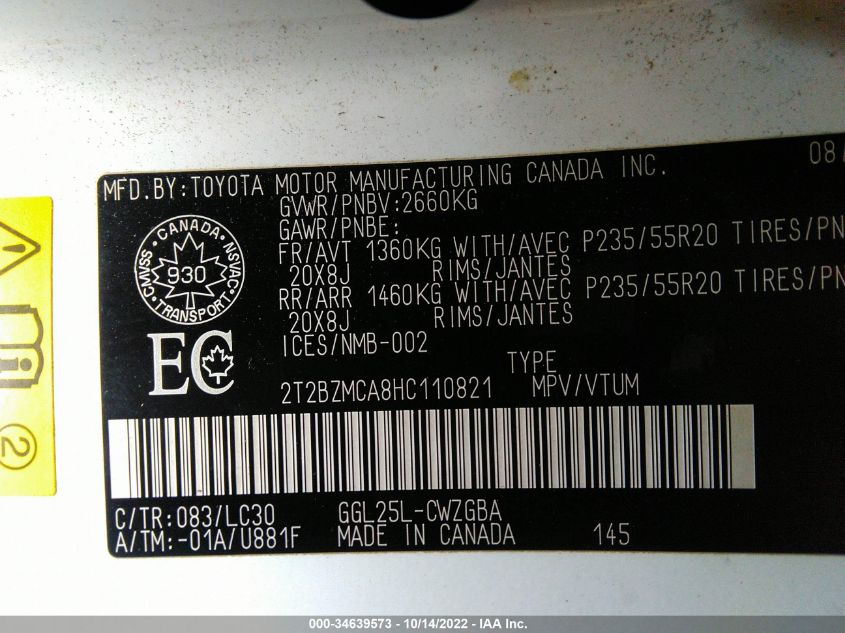 08/
MFD.BY:TOYOTA MOTOR MANUFACTURING CANADA INC.
GVWR/PNBV:2660KG
GAWR/PNBE:
FR/AVT 1360KG WITH/AVEC P235/55R20 TIRES/PN
20X8J RIMS/JANTES
RR/ARR 1460KG WITH/AVEC P235/55R20 TIRES/PN
20X8J RIMS/JANTES
ICES/NMB-002
CANADA
CMVSS NSVAC
930
TRANSPORT
EC
TYPE
2T2BZMCA8HC110821 MPV/VTUM
2
C/TR:083/LC30 GGL25L-CWZGBA
A/TM:-01A/U881F MADE IN CANADA 145
000-34639573 - 10/14/2022 - IAA Inc.